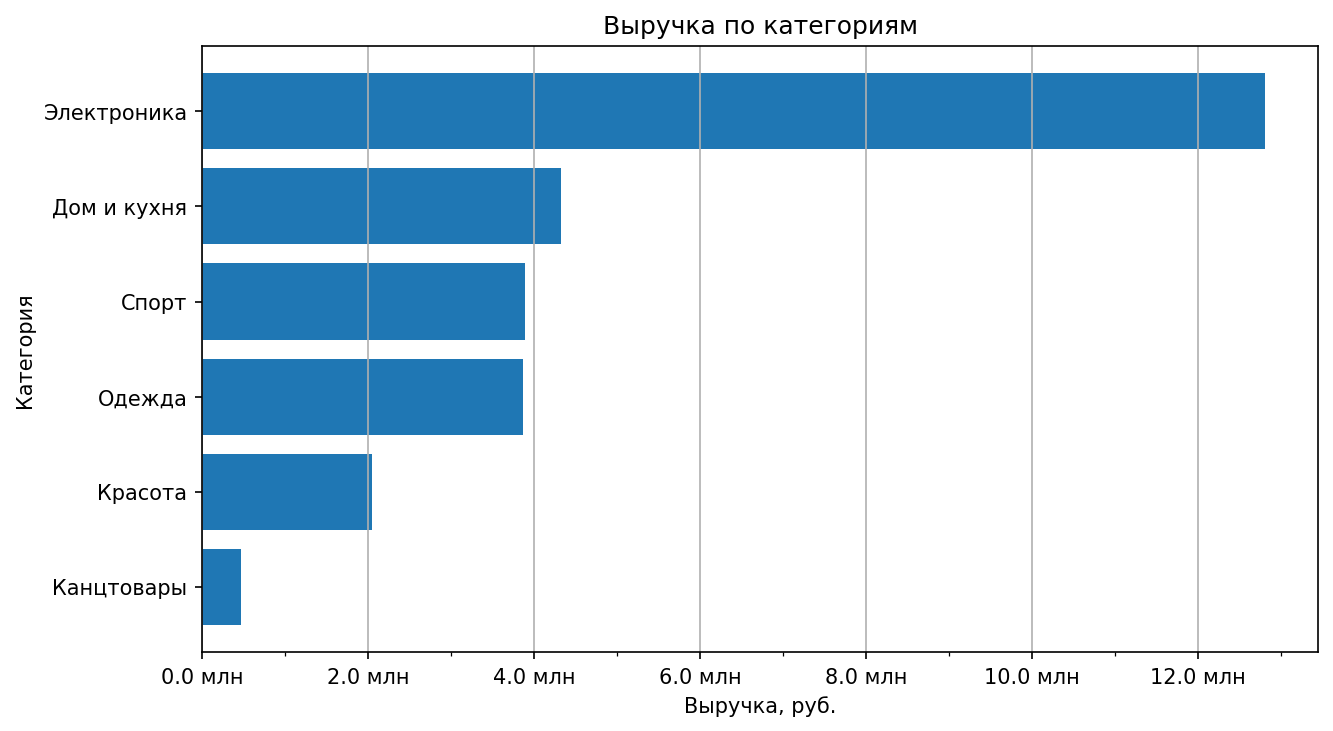 Выручка по категориям
Категория
Электроника
Дом и кухня
Спорт
Одежда
Красота
Канцтовары
0.0 млн 2.0 млн 4.0 млн 6.0 млн 8.0 млн 10.0 млн 12.0 млн
Выручка, руб.